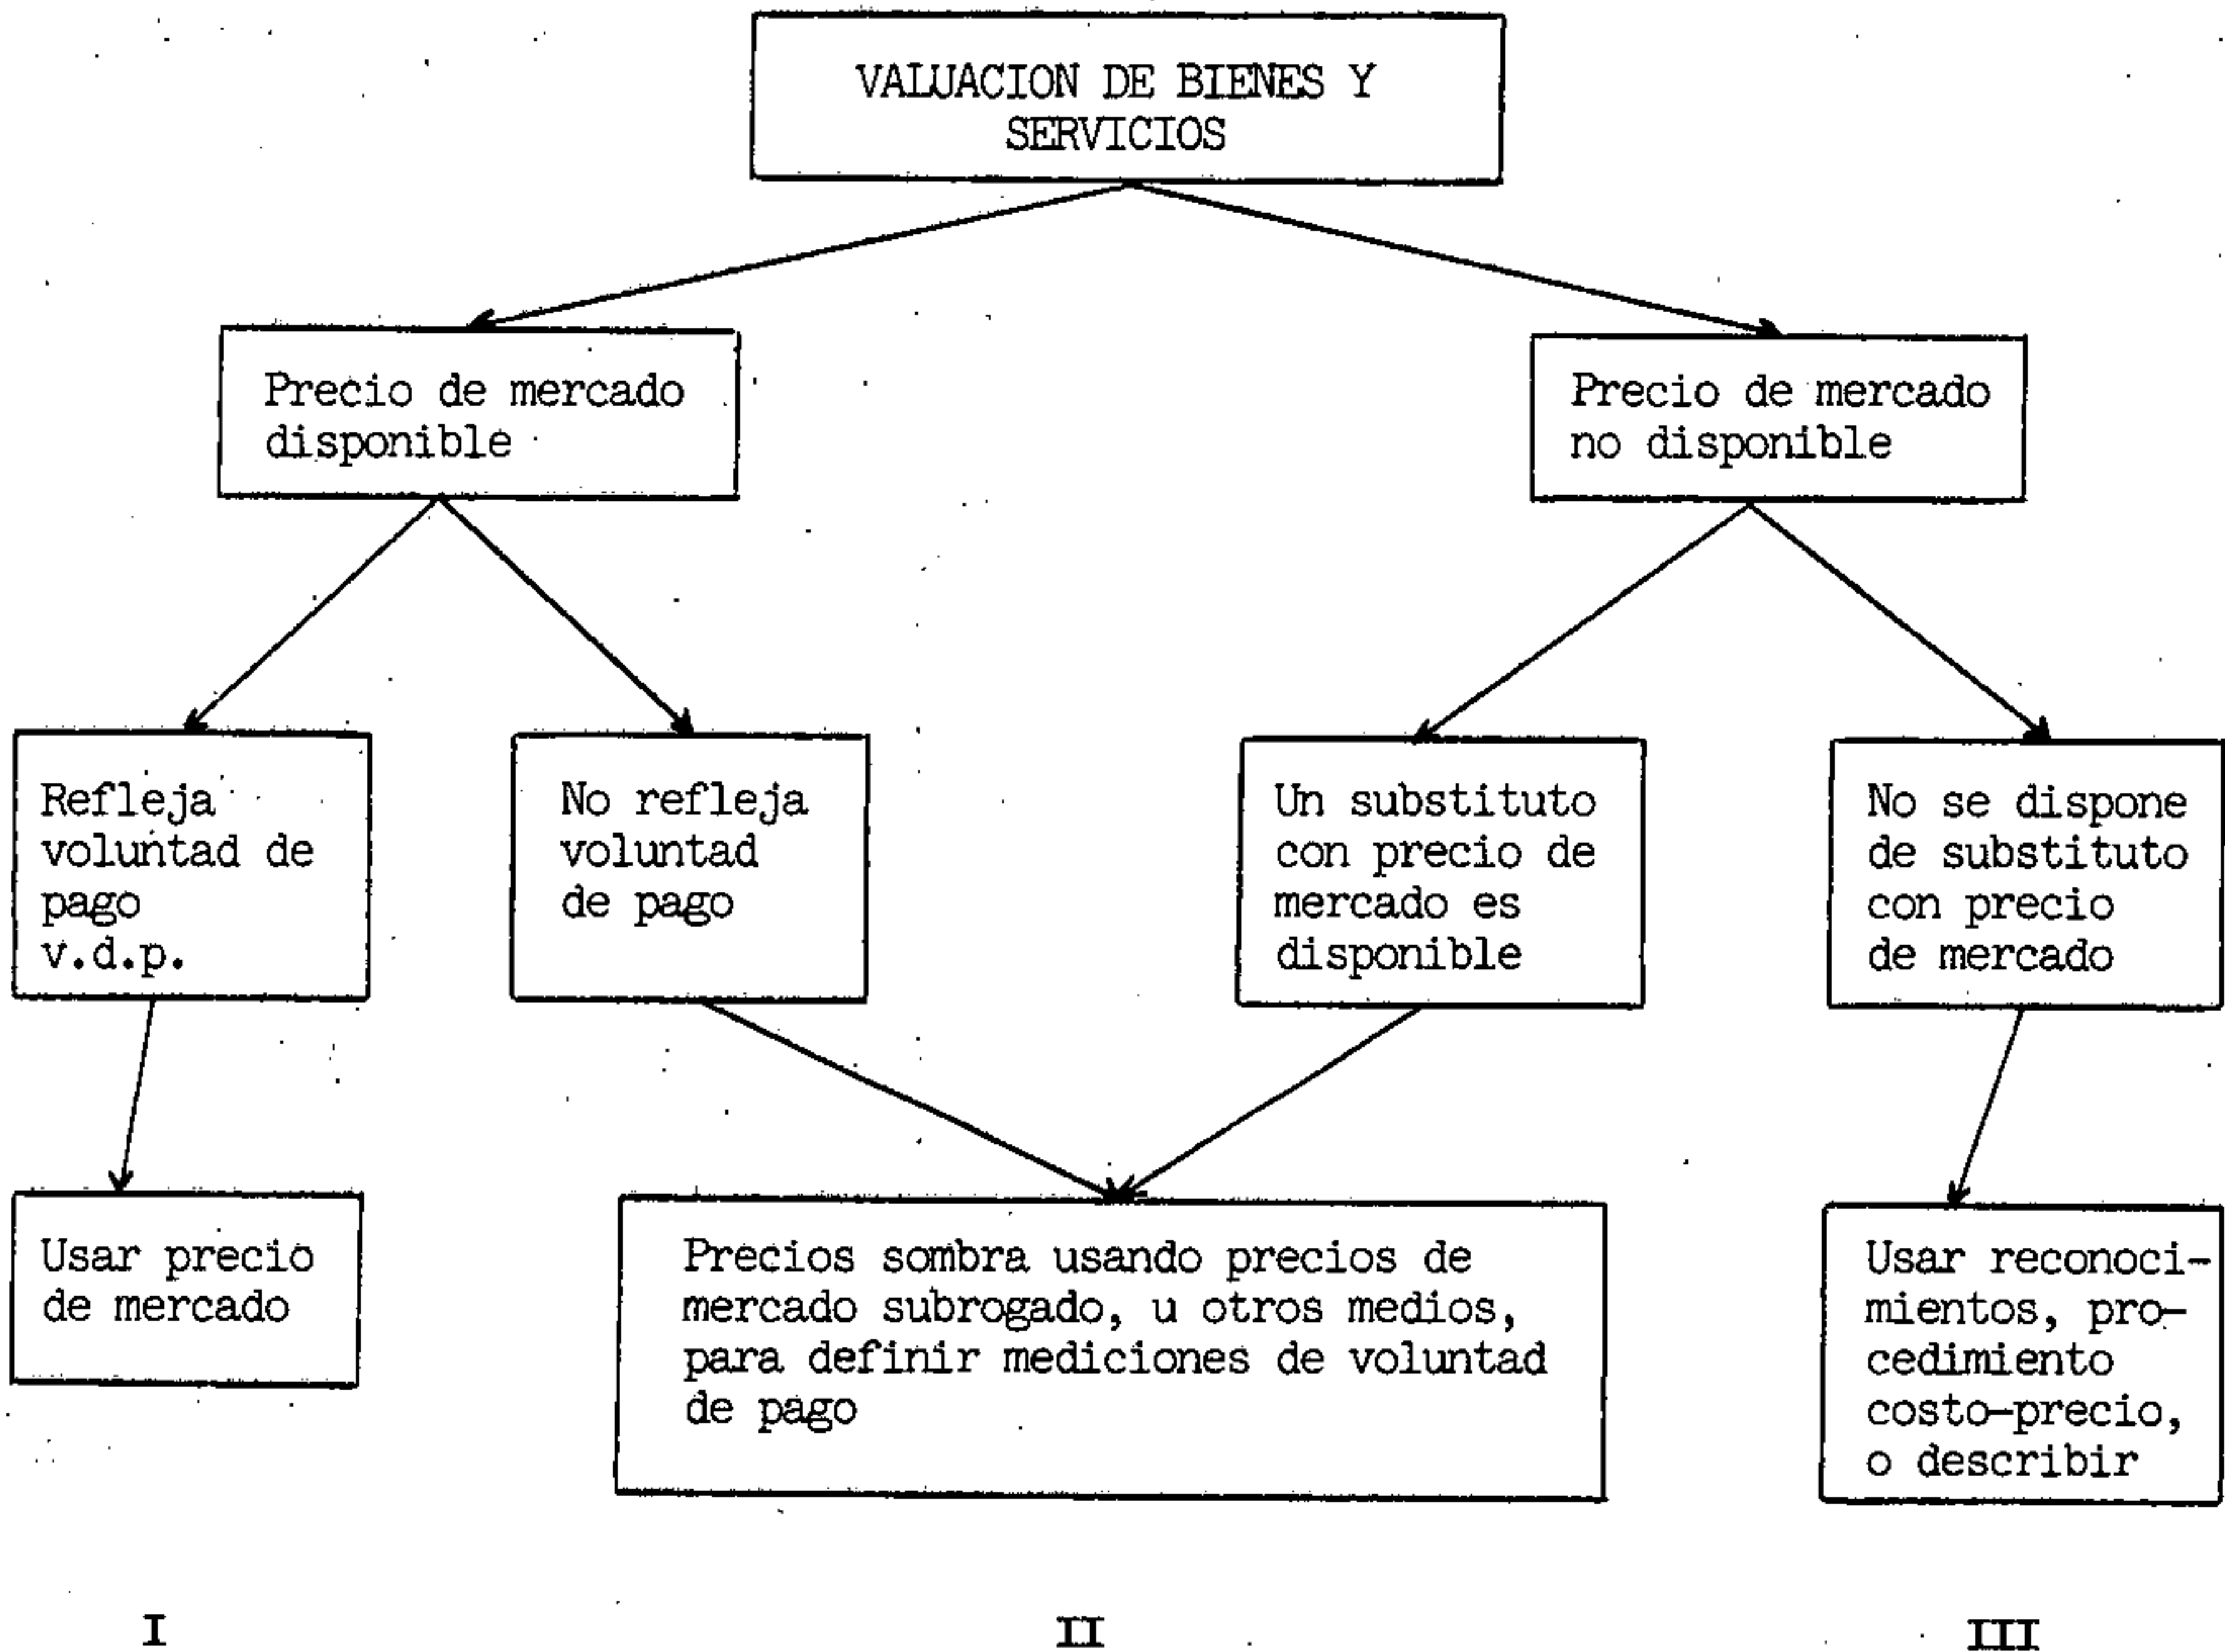 VALUACION DE BIENES Y
SERVICIOS
Precio de mercado
disponible
Precio de mercado
no disponible
Refleja
voluntad de
pago
v.d.p.
No refleja
voluntad
de pago
Un substituto
con precio de
mercado es
disponible
No se dispone
de substituto
con precio
de mercado
Usar precio
de mercado
Precios sombra usando precios de
mercado subrogado, u otros medios,
para definir mediciones de voluntad
de pago
Usar reconoci-
mientos, pro-
cedimiento
costo-precio,
o describir
I
II
III